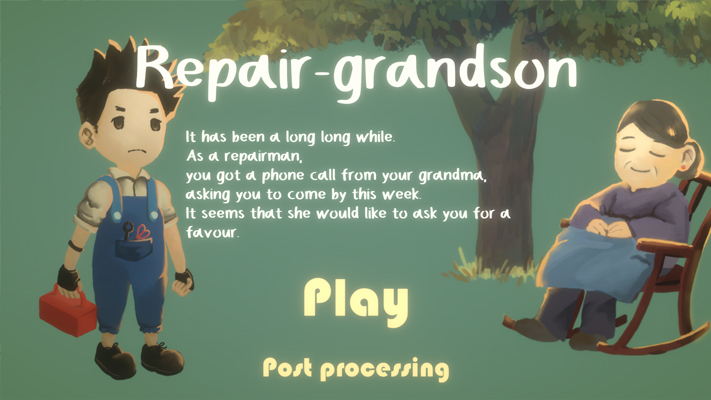 Repair-grandson
It has been a long long while.
As a repairman,
you got a phone call from your grandma,
asking you to come by this week.
It seems that she would like to ask you for a
favour.
Play
Post processing